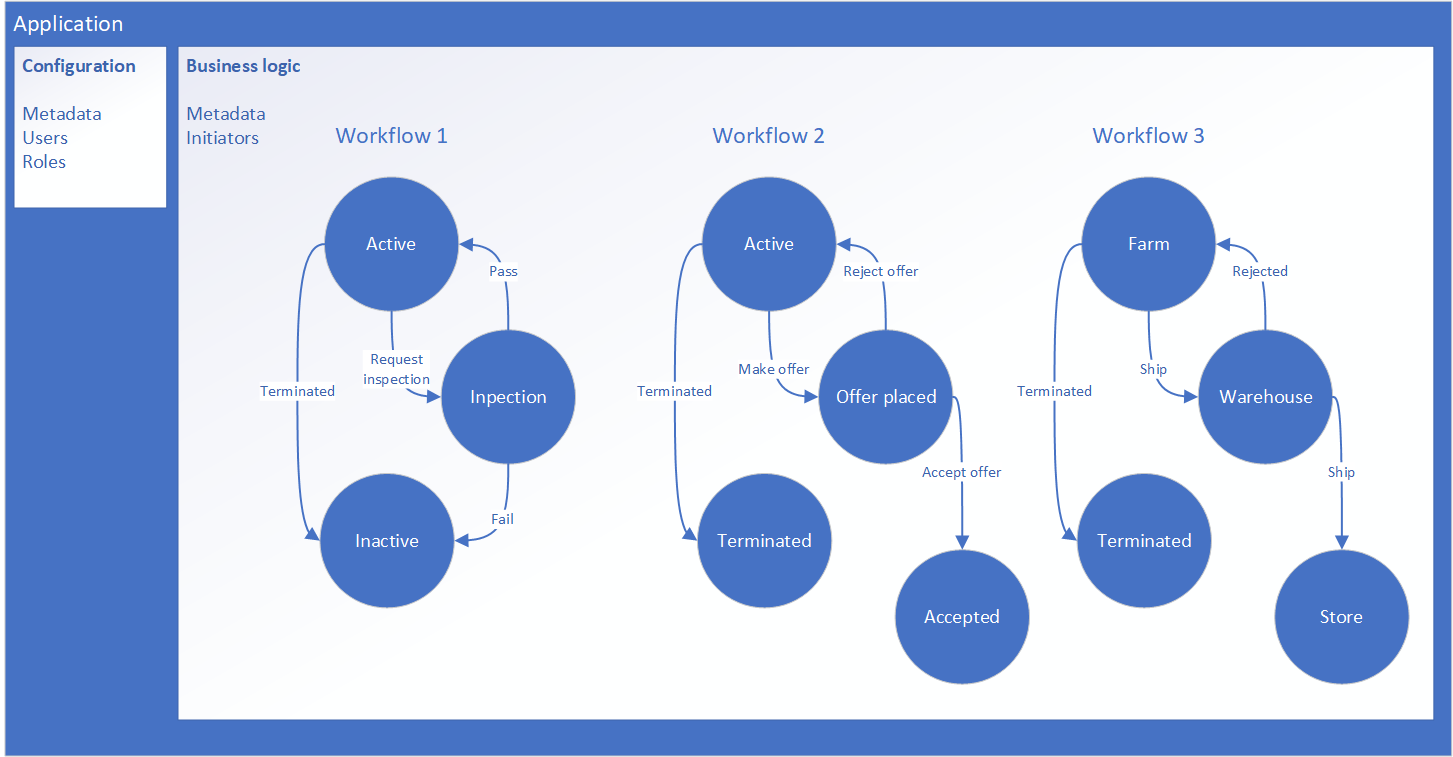 Application
Configuration
Metadata
Users
Roles
Business logic
Metadata
Initiators
Workflow 1
Active
Pass
Request
inspection
Terminated
Inpection
Fail
Inactive
Workflow 2
Active
Reject offer
Make offer
Terminated
Offer placed
Accept offer
Terminated
Accepted
Workflow 3
Farm
Rejected
Ship
Terminated
Warehouse
Ship
Terminated
Store